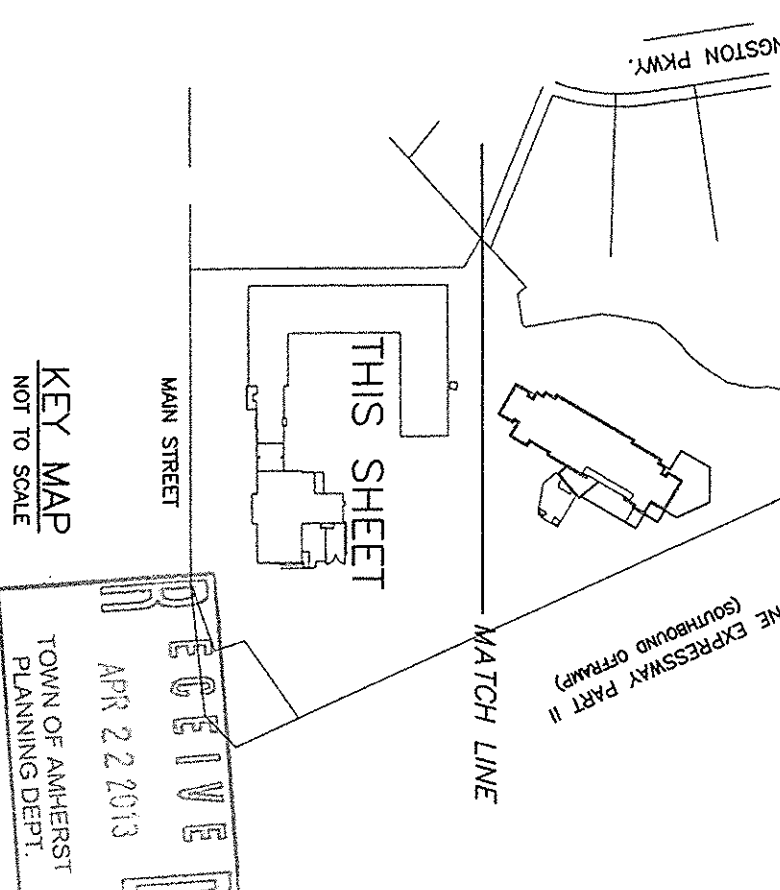 NGSTON PKWY.
THIS SHEET
MATCH LINE
NE EXPRESSWAY PART II
(SOUTHBOUND OFFRAMP)
MAIN STREET
KEY MAP
NOT TO SCALE
RECEIVE
APR 22 2013
TOWN OF AMHERST
PLANNING DEPT.